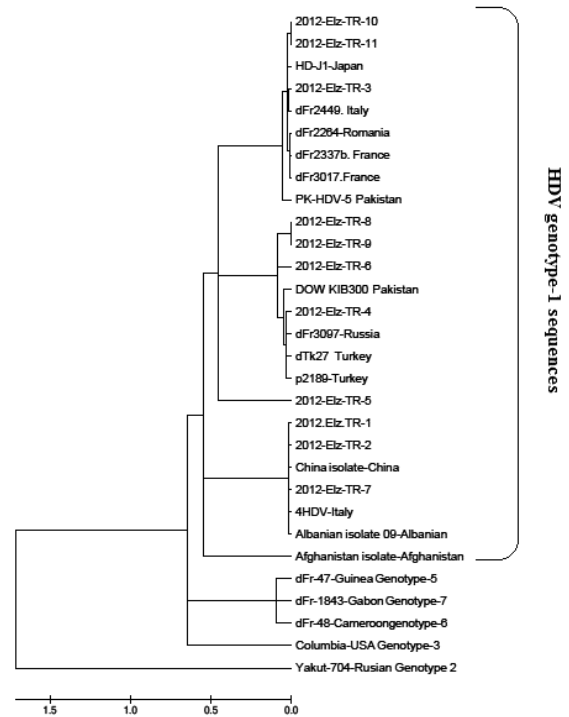 2012-Elz-TR-10
2012-Elz-TR-11
HD-J1-Japan
2012-Elz-TR-3
dFr2449. Italy
dFr2264-Romania
dFr2337b. France
dFr3017.France
PK-HDV-5 Pakistan
2012-Elz-TR-8
2012-Elz-TR-9
2012-Elz-TR-6
DOW KIB300 Pakistan
2012-Elz-TR-4
dFr3097-Russia
dTk27 Turkey
p2189-Turkey
2012-Elz-TR-5
2012.Elz.TR-1
2012-Elz-TR-2
China isolate-China
2012-Elz-TR-7
4HDV-Italy
Albanian isolate 09-Albanian
Afghanistan isolate-Afghanistan
dFr-47-Guinea Genotype-5
dFr-1843-Gabon Genotype-7
dFr-48-Cameroongenotype-6
Columbia-USA Genotype-3
Yakut-704-Rusian Genotype 2
HDV genotype-1 sequences
1.5 1.0 0.5 0.0